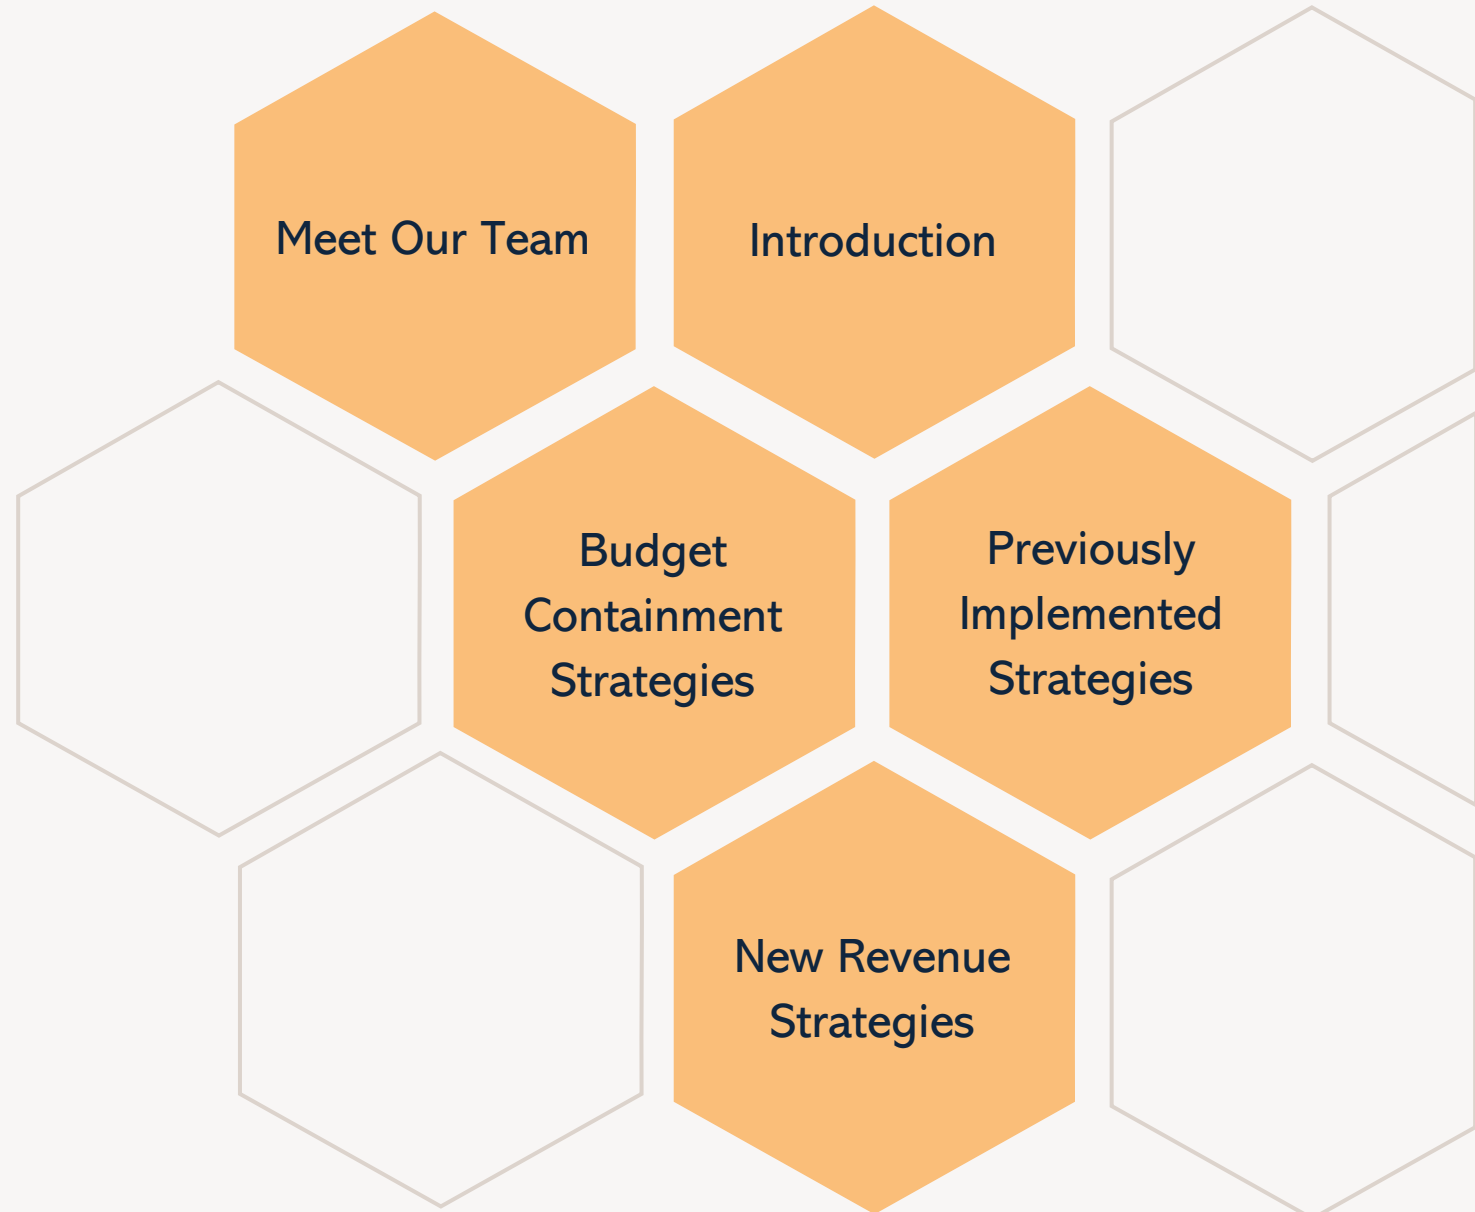 Meet Our Team
Introduction
Budget
Containment
Strategies
Previously
Implemented
Strategies
New Revenue
Strategies